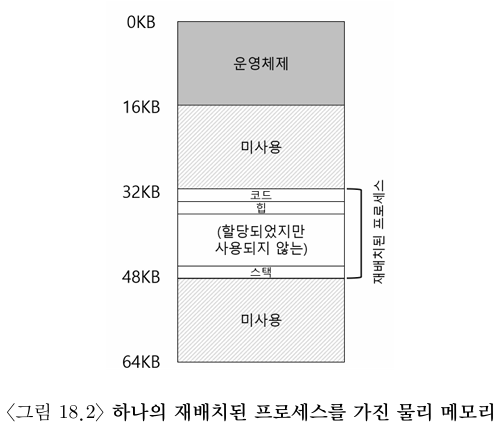 0KB
운영체제
16KB
미사용
32KB
코드
힙
(할당되었지만
사용되지 않는)
스택
48KB
재배치된 프로세스
미사용
64KB
〈그림 18.2〉 하나의 재배치된 프로세스를 가진 물리 메모리